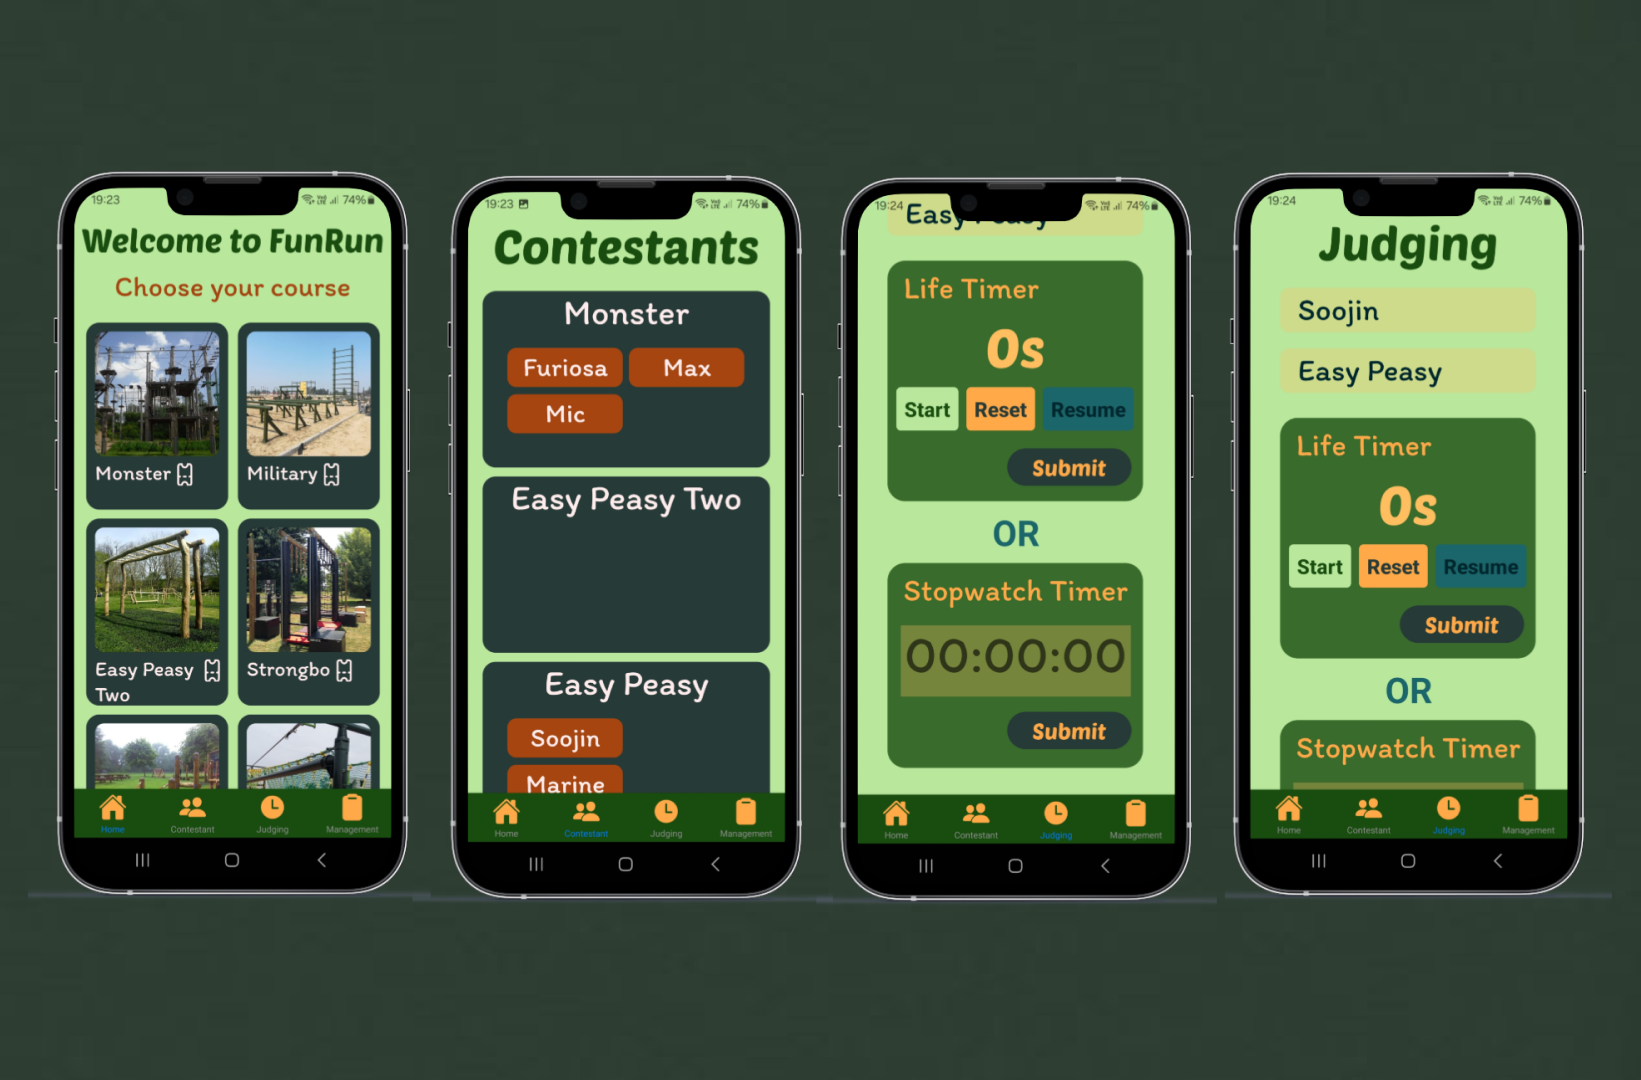 19:23
74%
Welcome to FunRun
Choose your course
Monster
Military
Easy Peasy
Two
Strongbo
Home
Contestant
Judging
Management
19:23
74%
Contestants
Monster
Furiosa
Max
Mic
Easy Peasy Two
Easy Peasy
Soojin
Marine
Home
Contestant
Judging
Management
19:24
74%
Easy Peasy
Life Timer
0s
Start
Reset
Resume
Submit
OR
Stopwatch Timer
00:00:00
Submit
Home
Contestant
Judging
Management
19:24
74%
Judging
Soojin
Easy Peasy
Life Timer
0s
Start
Reset
Resume
Submit
OR
Stopwatch Timer
Home
Contestant
Judging
Management